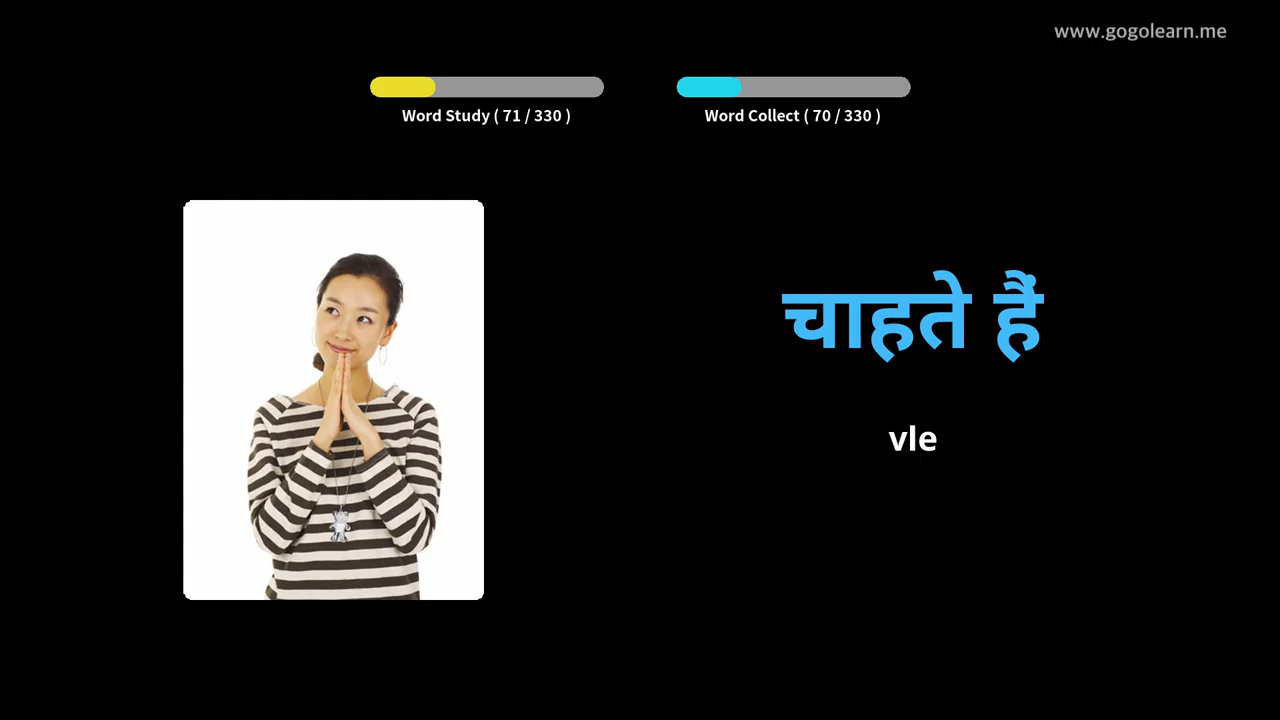 www.gogolearn.me
Word Study ( 71 / 330 )
Word Collect ( 70 / 330 )
चाहते हैं
vle